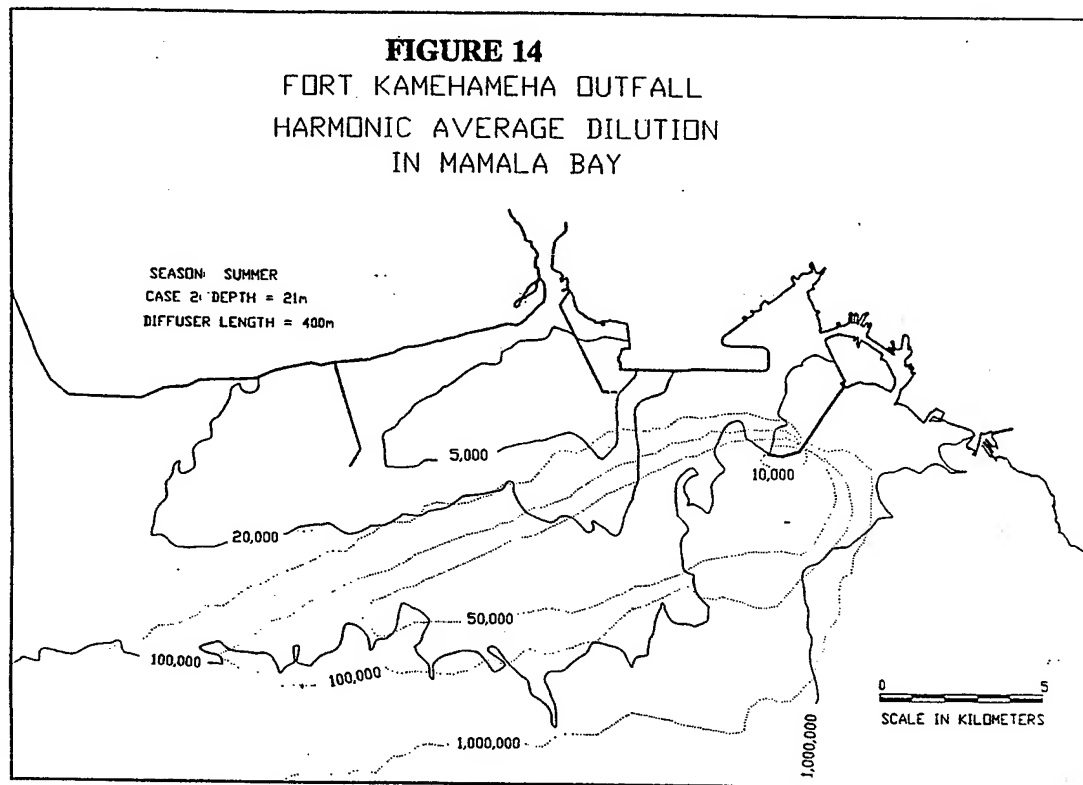 FIGURE 14
FORT KAMEHAMEHA OUTFALL
HARMONIC AVERAGE DILUTION
IN MAMALA BAY
SEASON: SUMMER
CASE 2: DEPTH = 21m
DIFFUSER LENGTH = 400m
5,000
10,000
20,000
50,000
100,000
100,000
1,000,000
1,000,000
0 5
SCALE IN KILOMETERS